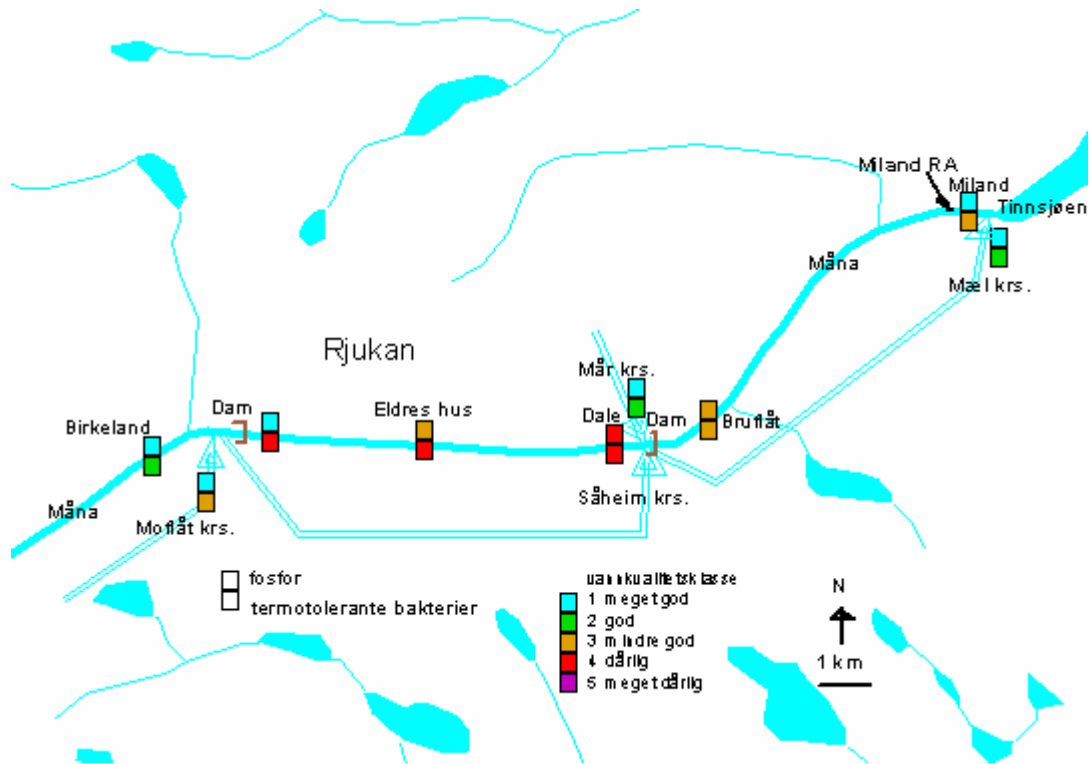 Miland RA
Miland
Tinnsjøen
Måna
Mæl krs.
Rjukan
Mår krs.
Dam
Eldres hus
Dale
Dam
Bruflåt
Birkeland
Måna
Moflåt krs.
Såheim krs.
fosfor
termotolerante bakterier
vannkvalitetsklasse
1 meget god
2 god
3 mindre god
4 dårlig
5 meget dårlig
N
1 km